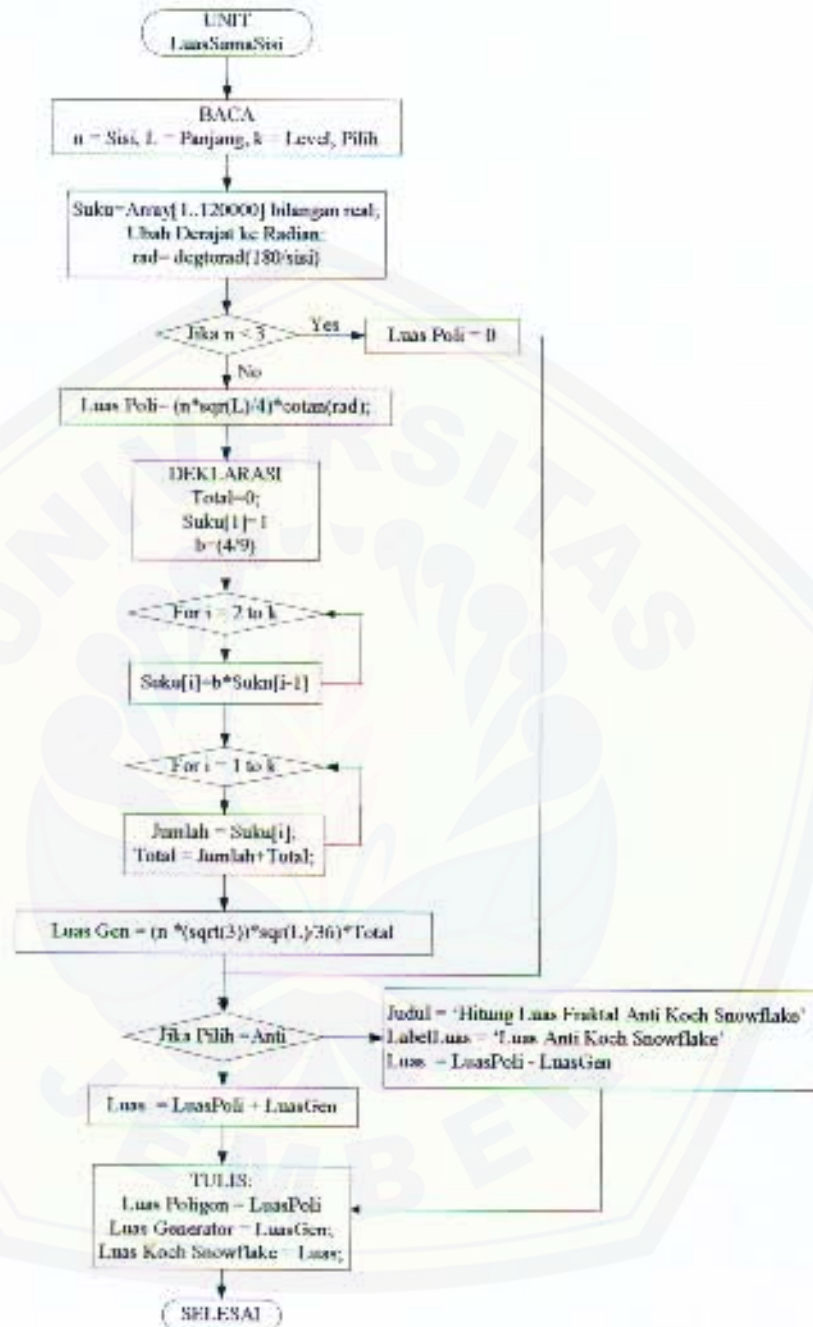 UNIT
LuasSamaSisi
BACA
n = Sisi, L = Panjang, k = Level, Pilih
Suku=Array[1..120000] bilangan real;
Ubah Derajat ke Radian:
rad= degtorad(180/sisi)
Jika n < 3
Yes
Luas Poli = 0
No
Luas Poli= (n*sqr(L)/4)*cotan(rad);
DEKLARASI
Total=0;
Suku[1]=1
b=(4/9)
For i = 2 to k
Suku[i]=b*Suku[i-1]
For i = 1 to k
Jumlah = Suku[i];
Total = Jumlah+Total;
Luas Gen = (n *(sqrt(3))*sqr(L)/36)*Total
Jika Pilih =Anti
Judul = ‘Hitung Luas Fraktal Anti Koch Snowflake’
LabelLuas = ‘Luas Anti Koch Snowflake’
Luas = LuasPoli - LuasGen
Luas = LuasPoli + LuasGen
TULIS:
Luas Poligon = LuasPoli
Luas Generator = LuasGen;
Luas Koch Snowflake = Luas;
SELESAI
UNIVERSITAS
JEMBER